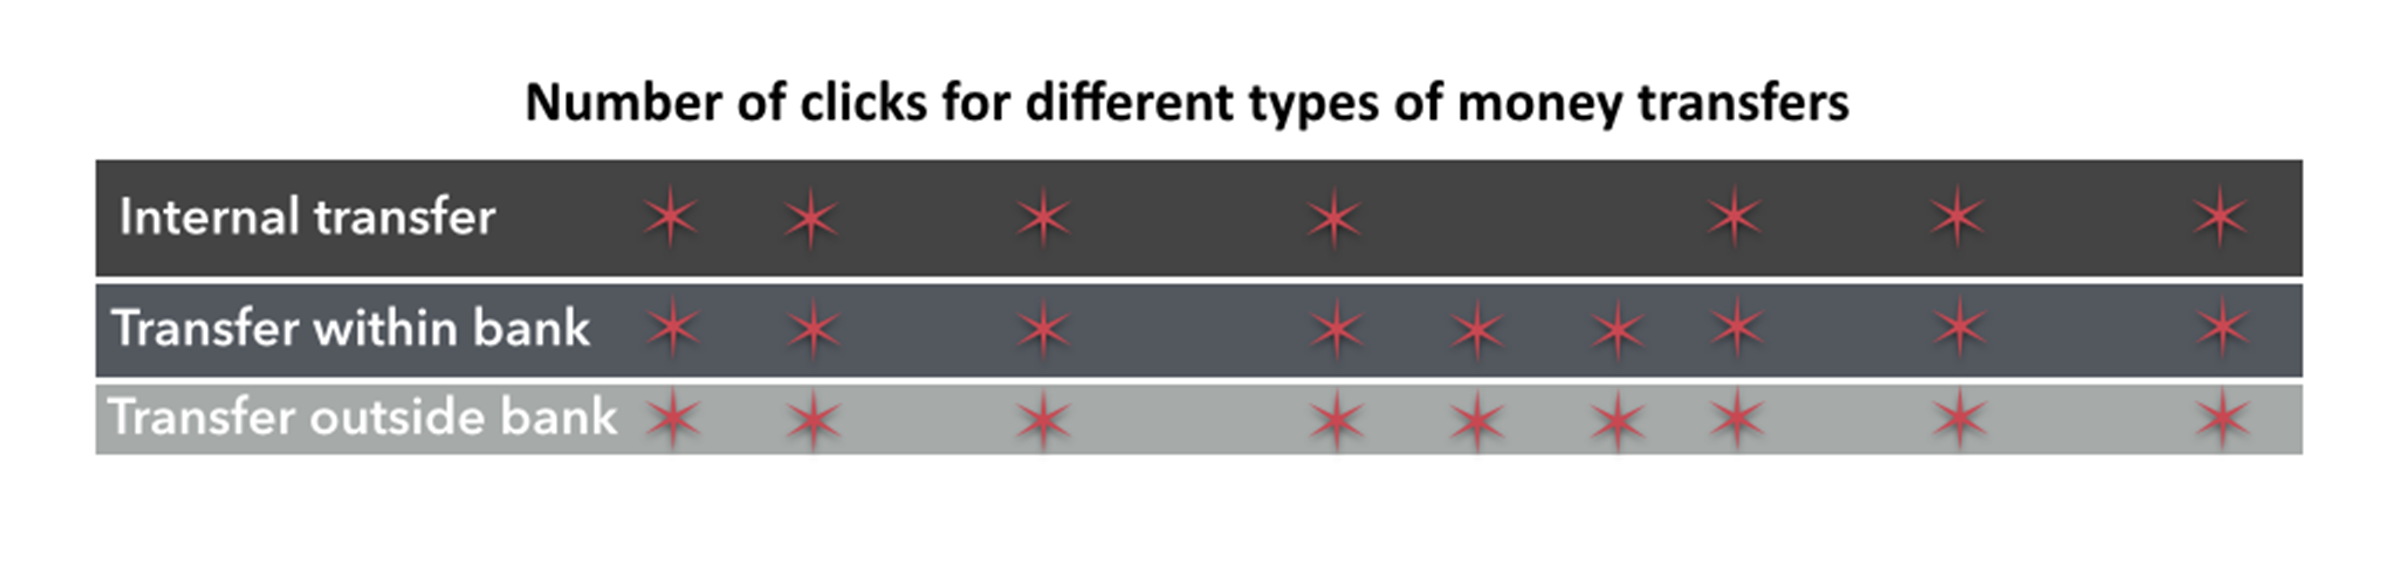 Number of clicks for different types of money transfers
Internal transfer
Transfer within bank
Transfer outside bank